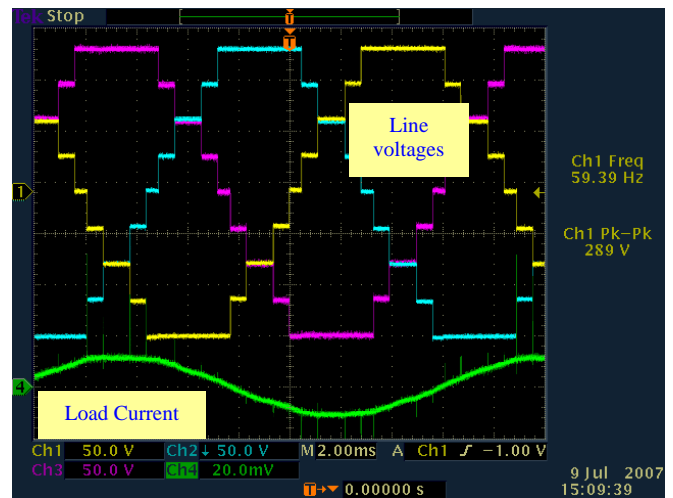 Tek Stop
T
T
Line
voltages
1
Ch1 Freq
59.39 Hz
Ch1 Pk-Pk
289 V
4
Load Current
Ch1 50.0 V Ch2 ↓ 50.0 V M 2.00ms A Ch1 ƒ -1.00 V
Ch3 50.0 V Ch4 20.0mV
T→▼ 0.00000 s
9 Jul 2007
15:09:39